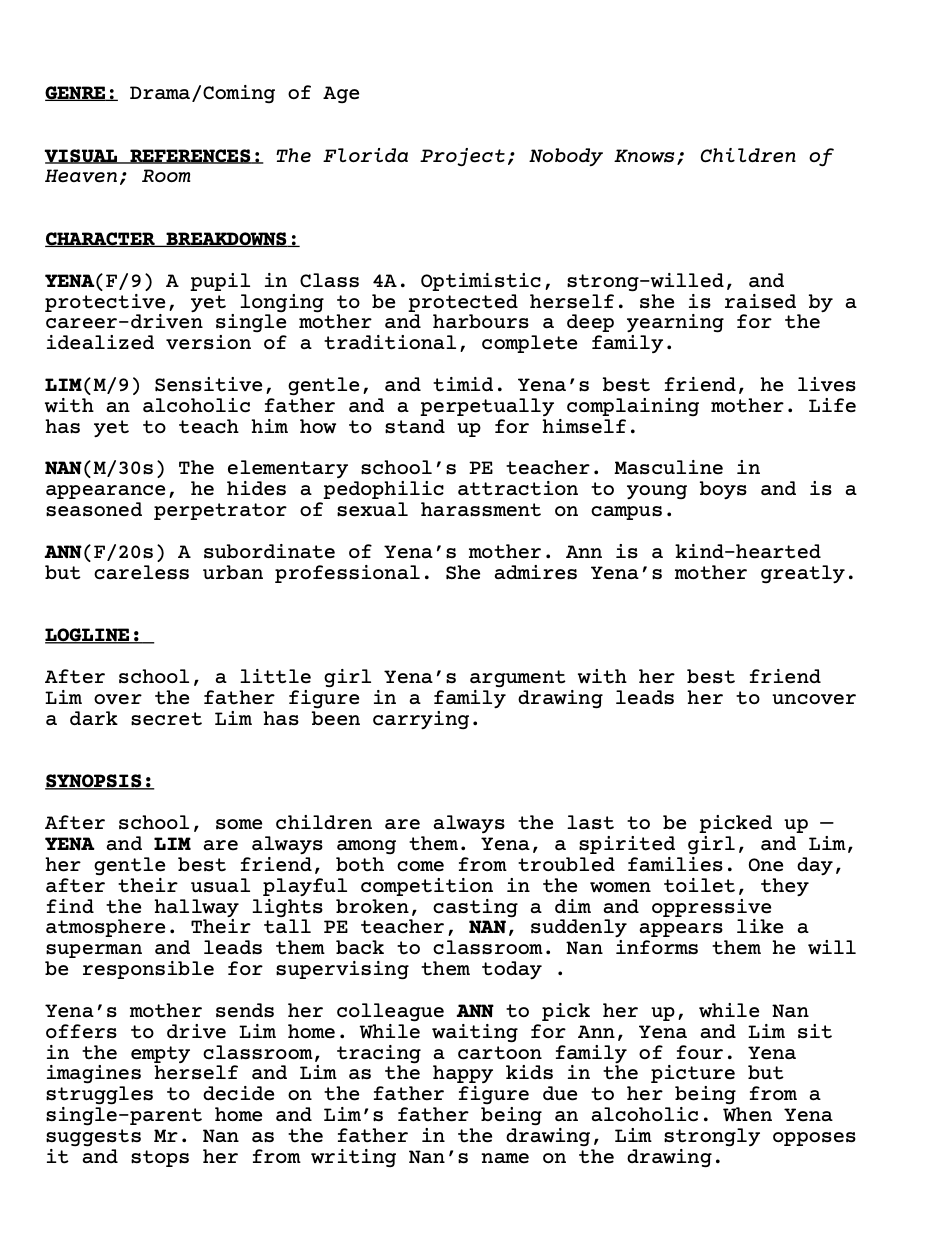 GENRE: Drama/Coming of Age
VISUAL REFERENCES: The Florida Project; Nobody Knows; Children of
Heaven; Room
CHARACTER BREAKDOWNS:
YENA(F/9) A pupil in Class 4A. Optimistic, strong-willed, and
protective, yet longing to be protected herself. she is raised by a
career-driven single mother and harbours a deep yearning for the
idealized version of a traditional, complete family.
LIM(M/9) Sensitive, gentle, and timid. Yena’s best friend, he lives
with an alcoholic father and a perpetually complaining mother. Life
has yet to teach him how to stand up for himself.
NAN(M/30s) The elementary school’s PE teacher. Masculine in
appearance, he hides a pedophilic attraction to young boys and is a
seasoned perpetrator of sexual harassment on campus.
ANN(F/20s) A subordinate of Yena’s mother. Ann is a kind-hearted
but careless urban professional. She admires Yena’s mother greatly.
LOGLINE:
After school, a little girl Yena’s argument with her best friend
Lim over the father figure in a family drawing leads her to uncover
a dark secret Lim has been carrying.
SYNOPSIS:
After school, some children are always the last to be picked up —
YENA and LIM are always among them. Yena, a spirited girl, and Lim,
her gentle best friend, both come from troubled families. One day,
after their usual playful competition in the women toilet, they
find the hallway lights broken, casting a dim and oppressive
atmosphere. Their tall PE teacher, NAN, suddenly appears like a
superman and leads them back to classroom. Nan informs them he will
be responsible for supervising them today .
Yena’s mother sends her colleague ANN to pick her up, while Nan
offers to drive Lim home. While waiting for Ann, Yena and Lim sit
in the empty classroom, tracing a cartoon family of four. Yena
imagines herself and Lim as the happy kids in the picture but
struggles to decide on the father figure due to her being from a
single-parent home and Lim’s father being an alcoholic. When Yena
suggests Mr. Nan as the father in the drawing, Lim strongly opposes
it and stops her from writing Nan’s name on the drawing.